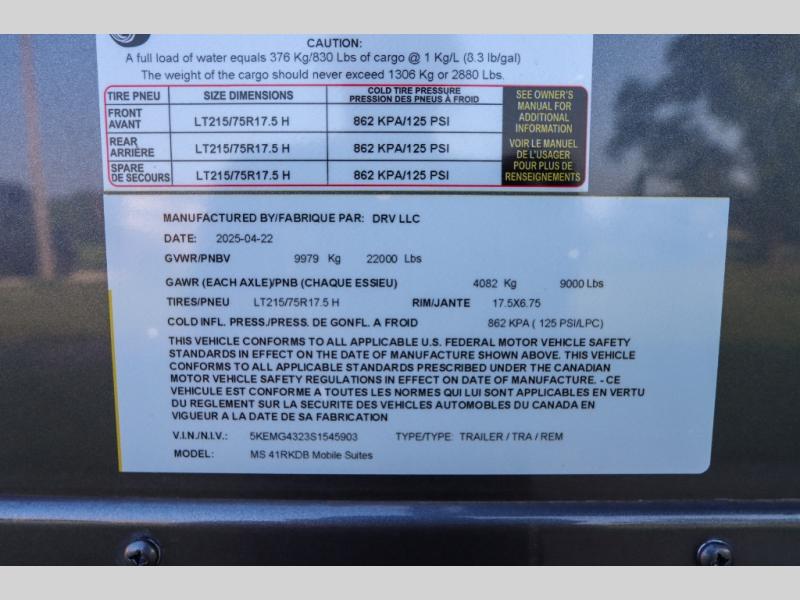 CAUTION:
A full load of water equals 376 Kg/830 Lbs of cargo @ 1 Kg/L (8.3 lb/gal)
The weight of the cargo should never exceed 1306 Kg or 2880 Lbs.
TIRE PNEU SIZE DIMENSIONS COLD TIRE PRESSURE
PRESSION DES PNEUS À FROID
FRONT
AVANT LT215/75R17.5 H 862 KPA/125 PSI
REAR
ARRIÈRE LT215/75R17.5 H 862 KPA/125 PSI
SPARE
DE SECOURS LT215/75R17.5 H 862 KPA/125 PSI
SEE OWNER'S
MANUAL FOR
ADDITIONAL
INFORMATION
VOIR LE MANUEL
DE L'USAGER
POUR PLUS DE
RENSEIGNEMENTS
MANUFACTURED BY/FABRIQUE PAR: DRV LLC
DATE: 2025-04-22
GVWR/PNBV 9979 Kg 22000 Lbs
GAWR (EACH AXLE)/PNB (CHAQUE ESSIEU) 4082 Kg 9000 Lbs
TIRES/PNEU LT215/75R17.5 H RIM/JANTE 17.5X6.75
COLD INFL. PRESS./PRESS. DE GONFL. A FROID 862 KPA ( 125 PSI/LPC)
THIS VEHICLE CONFORMS TO ALL APPLICABLE U.S. FEDERAL MOTOR VEHICLE SAFETY
STANDARDS IN EFFECT ON THE DATE OF MANUFACTURE SHOWN ABOVE. THIS VEHICLE
CONFORMS TO ALL APPLICABLE STANDARDS PRESCRIBED UNDER THE CANADIAN
MOTOR VEHICLE SAFETY REGULATIONS IN EFFECT ON DATE OF MANUFACTURE. - CE
VEHICULE EST CONFORME A TOUTES LES NORMES QUI LUI SONT APPLICABLES EN VERTU
DU REGLEMENT SUR LA SECURITE DES VEHICLES AUTOMOBILES DU CANADA EN
VIGUEUR A LA DATE DE SA FABRICATION
V.I.N./N.I.V.: 5KEMG4323S1545903 TYPE/TYPE: TRAILER / TRA / REM
MODEL: MS 41RKDB Mobile Suites